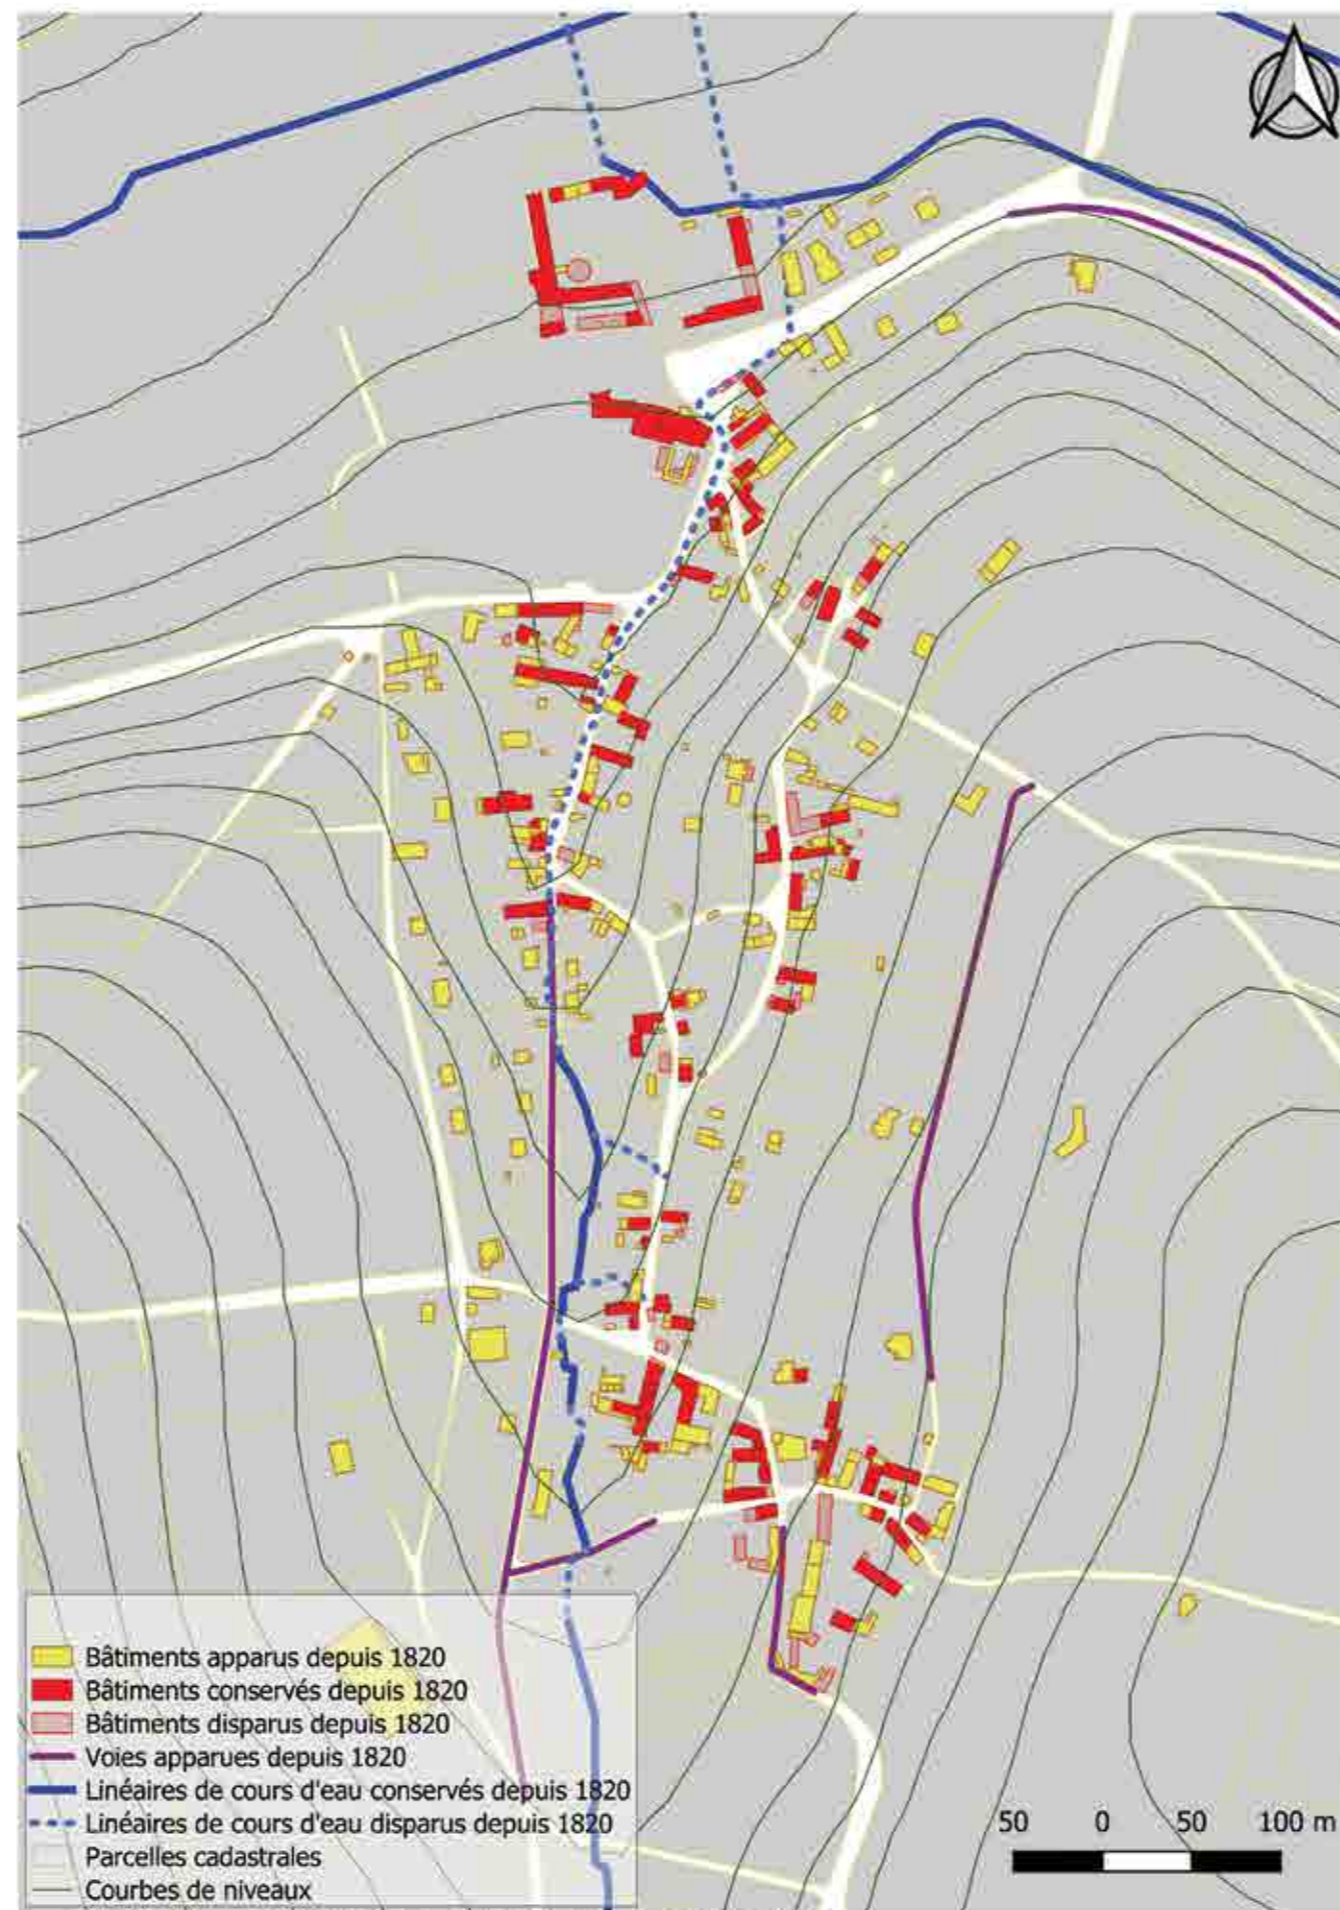 Bâtiments apparus depuis 1820
Bâtiments conservés depuis 1820
Bâtiments disparus depuis 1820
Voies apparues depuis 1820
Linéaires de cours d'eau conservés depuis 1820
Linéaires de cours d'eau disparus depuis 1820
Parcelles cadastrales
Courbes de niveaux
50 0 50 100 m